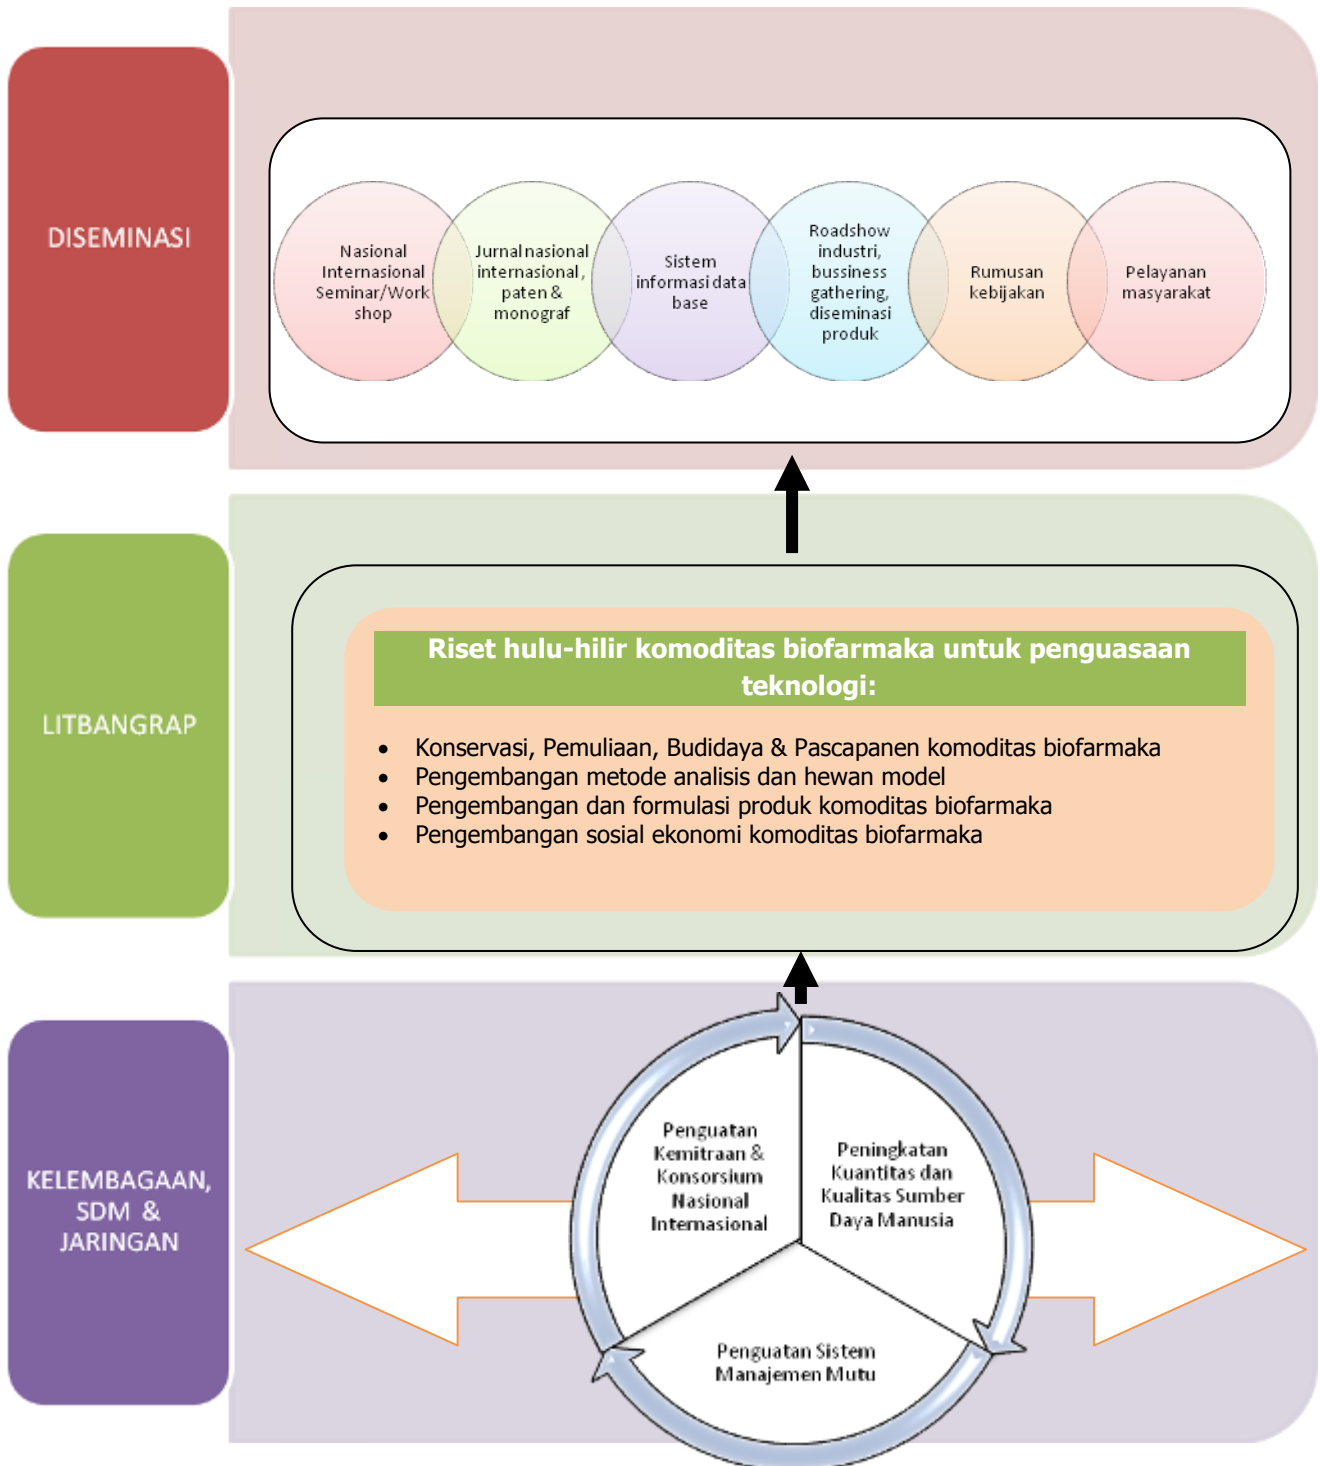 DISEMINASI
Nasional
Internasional
Seminar/Work
shop
Jurnal nasional
internasional,
paten &
monograf
Sistem
informasi data
base
Roadshow
industri,
bussiness
gathering,
diseminasi
produk
Rumusan
kebijakan
Pelayanan
masyarakat
LITBANGRAP
Riset hulu-hilir komoditas biofarmaka untuk penguasaan
teknologi:
• Konservasi, Pemuliaan, Budidaya & Pascapanen komoditas biofarmaka
• Pengembangan metode analisis dan hewan model
• Pengembangan dan formulasi produk komoditas biofarmaka
• Pengembangan sosial ekonomi komoditas biofarmaka
KELEMBAGAAN,
SDM &
JARINGAN
Penguatan
Kemitraan &
Konsorsium
Nasional
Internasional
Peningkatan
Kuantitas dan
Kualitas Sumber
Daya Manusia
Penguatan Sistem
Manajemen Mutu